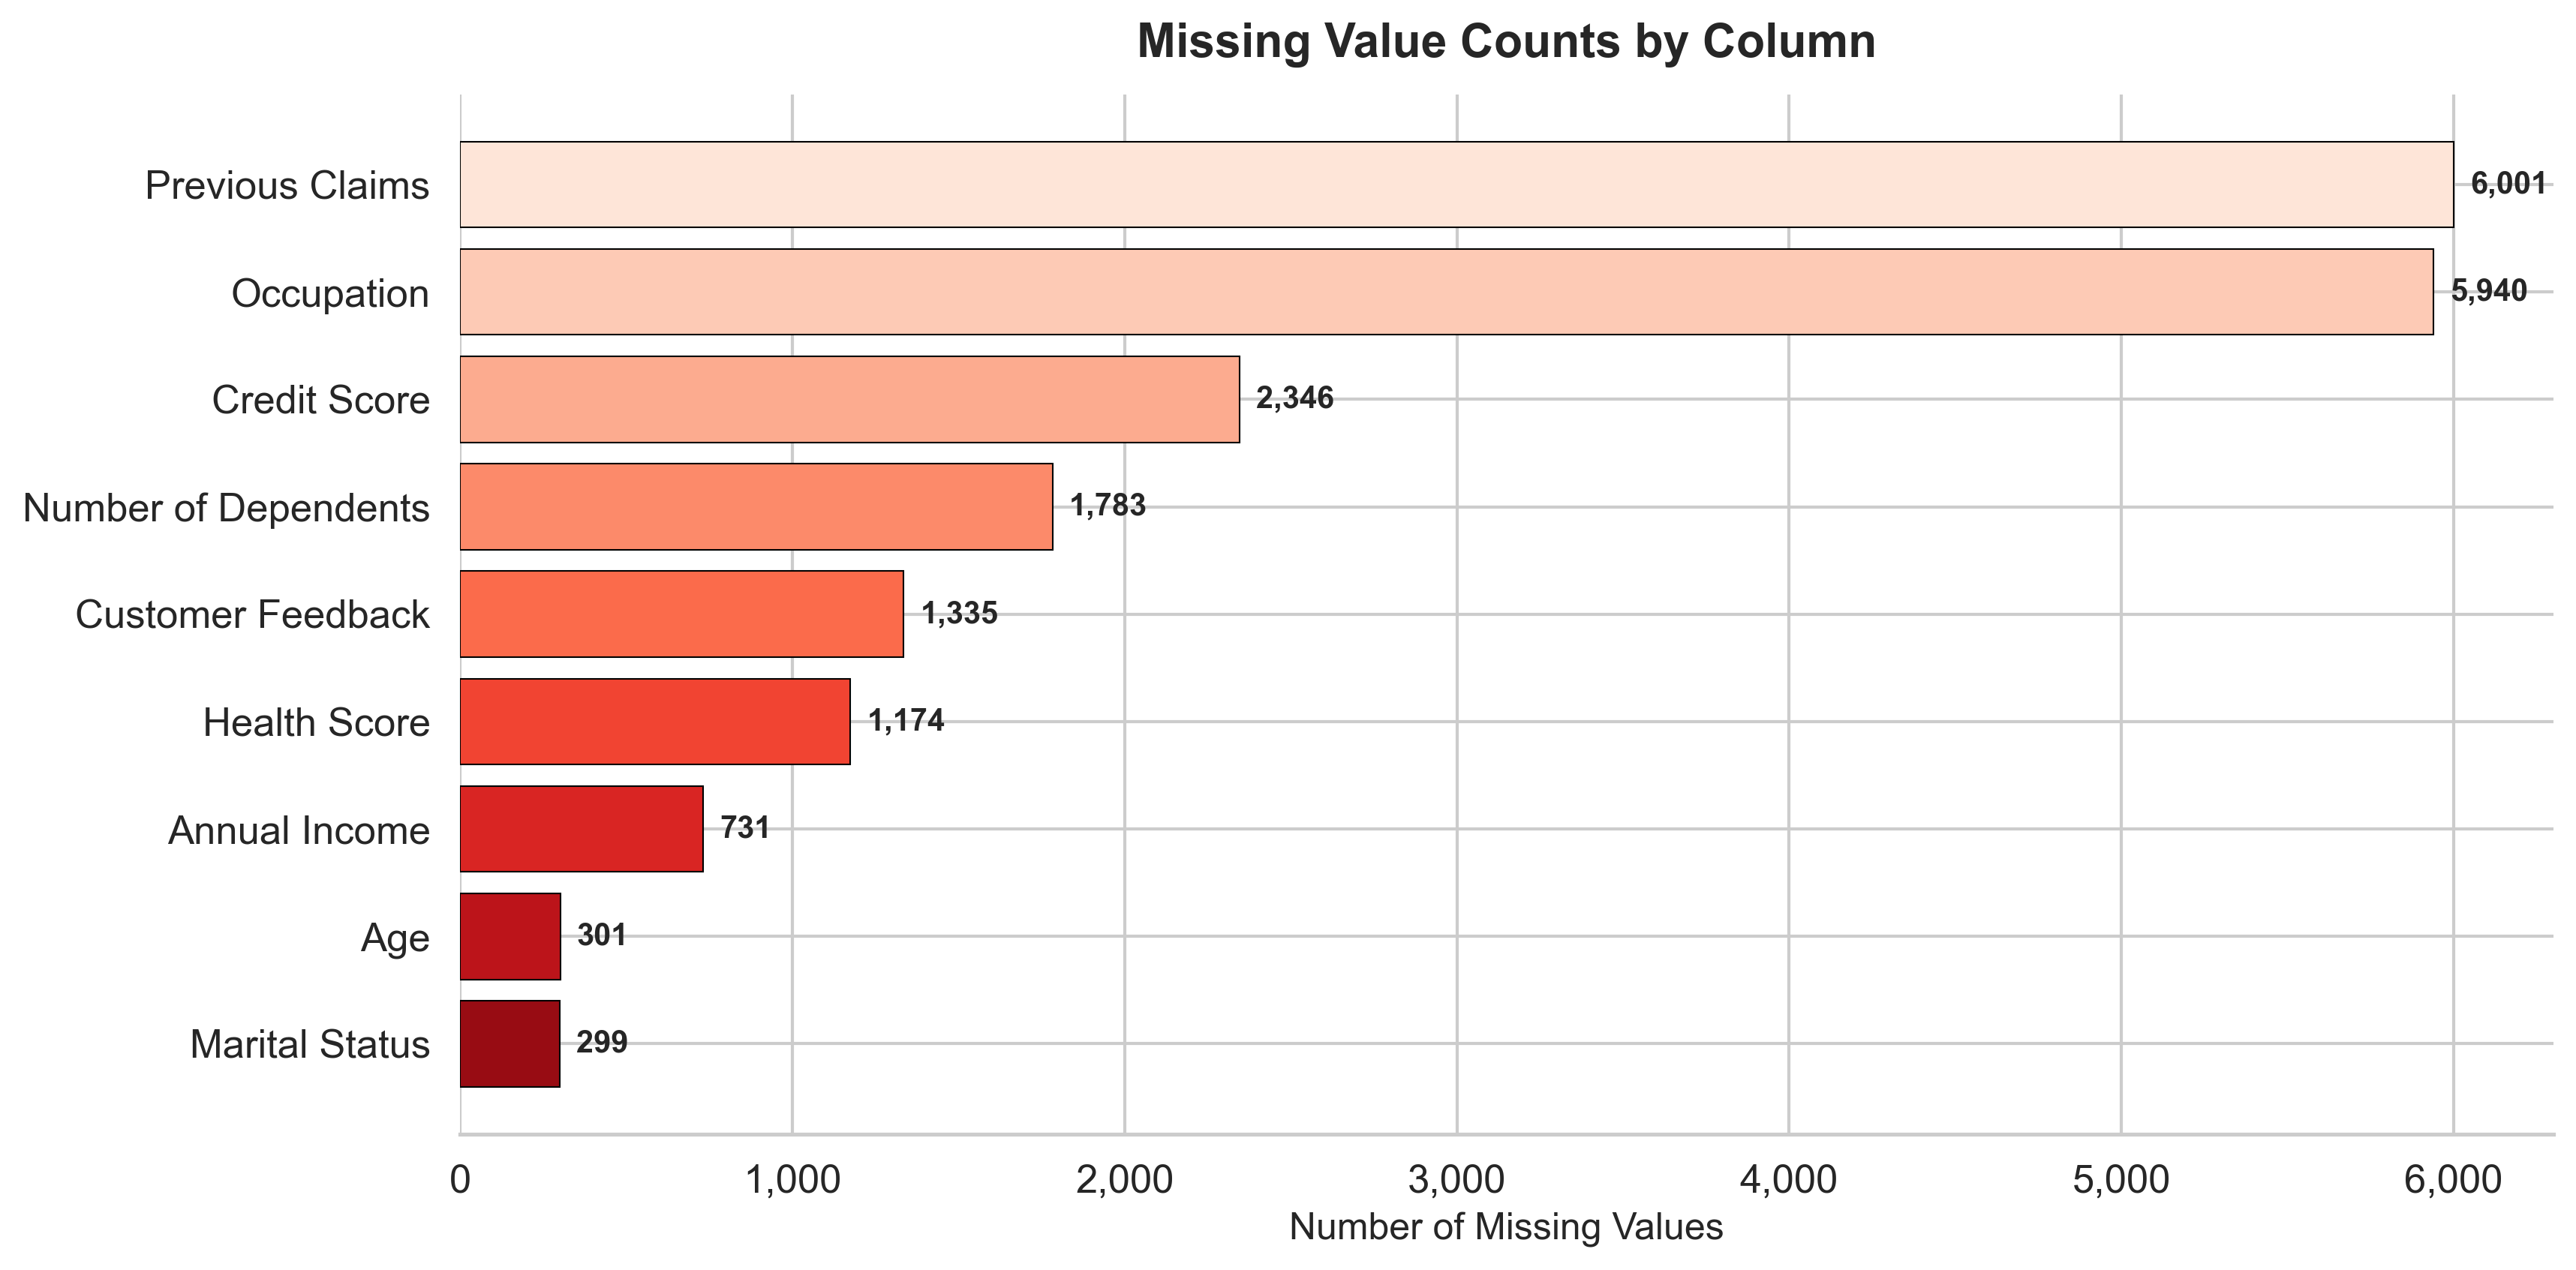 Missing Value Counts by Column
Previous Claims 6,001
Occupation 5,940
Credit Score 2,346
Number of Dependents 1,783
Customer Feedback 1,335
Health Score 1,174
Annual Income 731
Age 301
Marital Status 299
0 1,000 2,000 3,000 4,000 5,000 6,000
Number of Missing Values